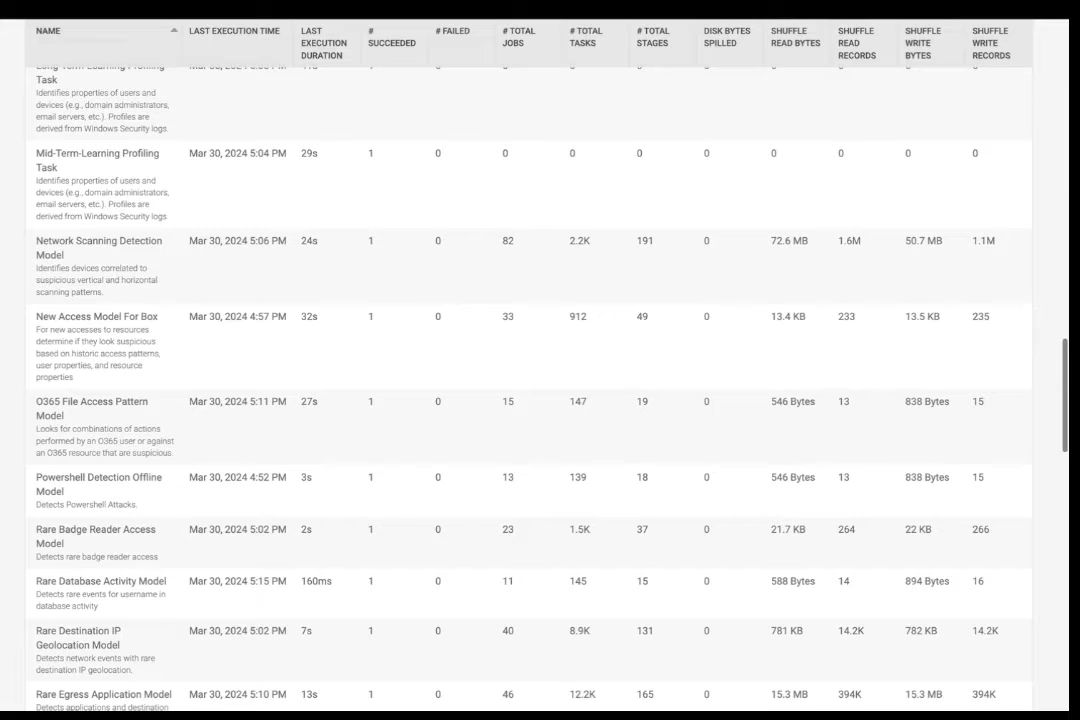 NAME LAST EXECUTION TIME LAST EXECUTION DURATION # SUCCEEDED # FAILED # TOTAL JOBS # TOTAL TASKS # TOTAL STAGES DISK BYTES SPILLED SHUFFLE READ BYTES SHUFFLE READ RECORDS SHUFFLE WRITE BYTES SHUFFLE WRITE RECORDS
Long-Term-Learning Profiling
Task
Identifies properties of users and
devices (e.g., domain administrators,
email servers, etc.). Profiles are
derived from Windows Security logs.
Mid-Term-Learning Profiling Mar 30, 2024 5:04 PM 29s 1 0 0 0 0 0 0 0 0 0
Task
Identifies properties of users and
devices (e.g., domain administrators,
email servers, etc.). Profiles are
derived from Windows Security logs.
Network Scanning Detection Mar 30, 2024 5:06 PM 24s 1 0 82 2.2K 191 0 72.6 MB 1.6M 50.7 MB 1.1M
Model
Identifies devices correlated to
suspicious vertical and horizontal
scanning patterns.
New Access Model For Box Mar 30, 2024 4:57 PM 32s 1 0 33 912 49 0 13.4 KB 233 13.5 KB 235
For new accesses to resources
determine if they look suspicious
based on historic access patterns,
user properties, and resource
properties
O365 File Access Pattern Mar 30, 2024 5:11 PM 27s 1 0 15 147 19 0 546 Bytes 13 838 Bytes 15
Model
Looks for combinations of actions
performed by an O365 user or against
an O365 resource that are suspicious.
Powershell Detection Offline Mar 30, 2024 4:52 PM 3s 1 0 13 139 18 0 546 Bytes 13 838 Bytes 15
Model
Detects Powershell Attacks.
Rare Badge Reader Access Mar 30, 2024 5:02 PM 2s 1 0 23 1.5K 37 0 21.7 KB 264 22 KB 266
Model
Detects rare badge reader access
Rare Database Activity Model Mar 30, 2024 5:15 PM 160ms 1 0 11 145 15 0 588 Bytes 14 894 Bytes 16
Detects rare events for username in
database activity
Rare Destination IP Mar 30, 2024 5:02 PM 7s 1 0 40 8.9K 131 0 781 KB 14.2K 782 KB 14.2K
Geolocation Model
Detects network events with rare
destination IP geolocation.
Rare Egress Application Model Mar 30, 2024 5:10 PM 13s 1 0 46 12.2K 165 0 15.3 MB 394K 15.3 MB 394K
Detects applications and destination